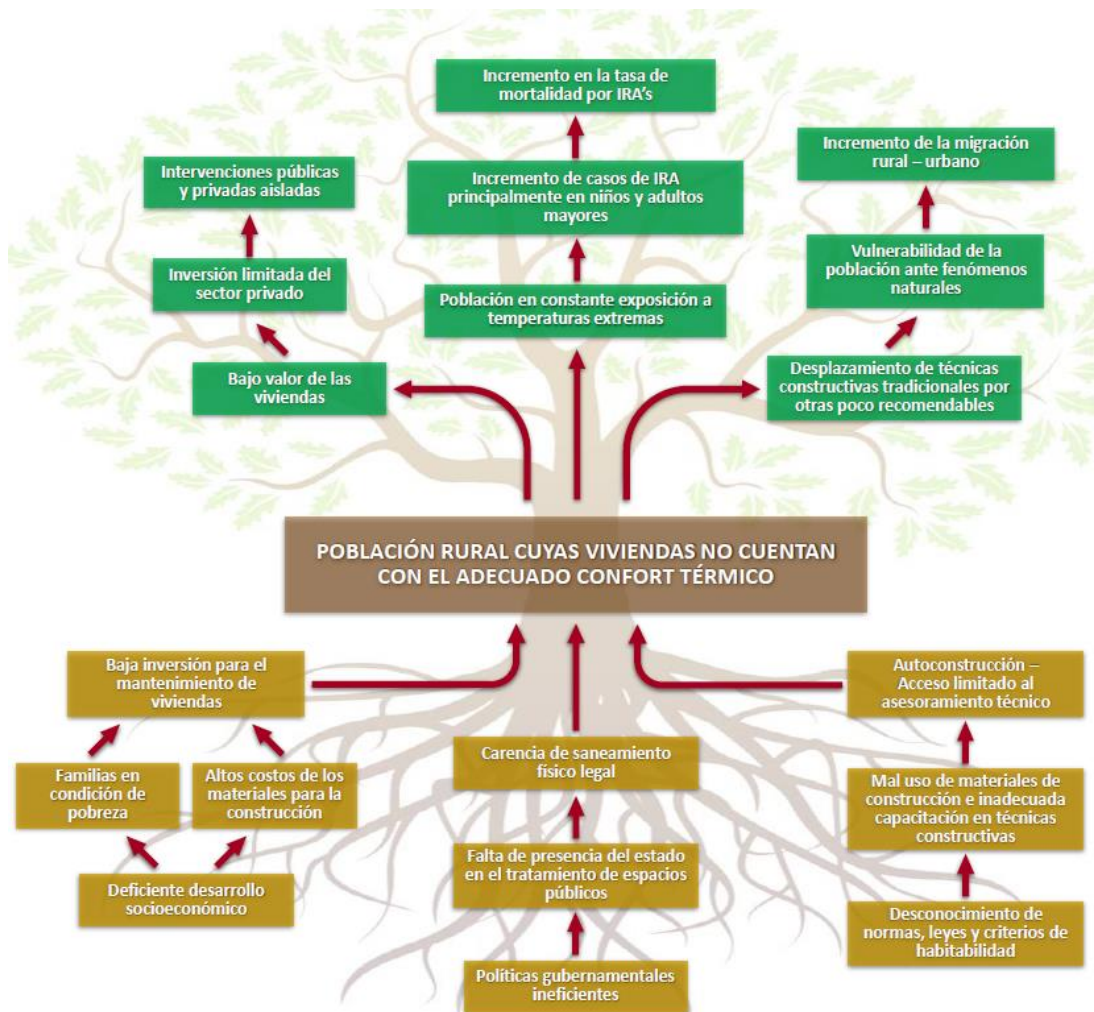 Incremento en la tasa de
mortalidad por IRA's
Incremento de la migración
rural – urbano
Intervenciones públicas
y privadas aisladas
Incremento de casos de IRA
principalmente en niños y adultos
mayores
Vulnerabilidad de la
población ante fenómenos
naturales
Inversión limitada del
sector privado
Población en constante exposición a
temperaturas extremas
Bajo valor de las
viviendas
Desplazamiento de técnicas
constructivas tradicionales por
otras poco recomendables
POBLACIÓN RURAL CUYAS VIVIENDAS NO CUENTAN
CON EL ADECUADO CONFORT TÉRMICO
Baja inversión para el
mantenimiento de
viviendas
Autoconstrucción –
Acceso limitado al
asesoramiento técnico
Carencia de saneamiento
físico legal
Familias en
condición de
pobreza
Altos costos de los
materiales para la
construcción
Mal uso de materiales de
construcción e inadecuada
capacitación en técnicas
constructivas
Falta de presencia del estado
en el tratamiento de espacios
públicos
Deficiente desarrollo
socioeconómico
Desconocimiento de
normas, leyes y criterios de
habitabilidad
Políticas gubernamentales
ineficientes